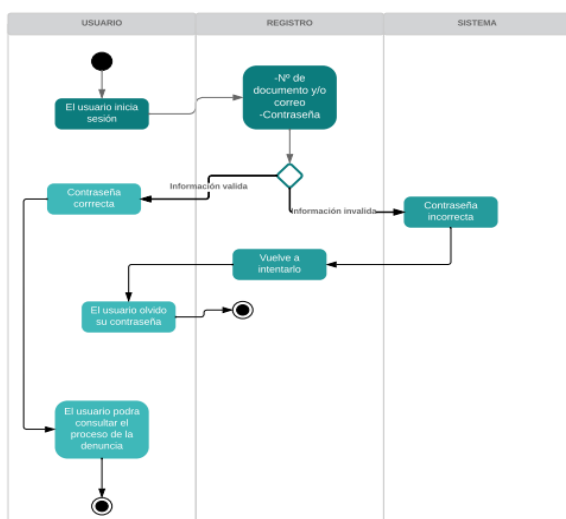 USUARIO
REGISTRO
SISTEMA
El usuario inicia
sesión
-Nº de
documento y/o
correo
-Contraseña
Información valida
Información invalida
Contraseña
corrrecta
Contraseña
incorrecta
Vuelve a
intentarlo
El usuario olvido
su contraseña
El usuario podra
consultar el
proceso de la
denuncia